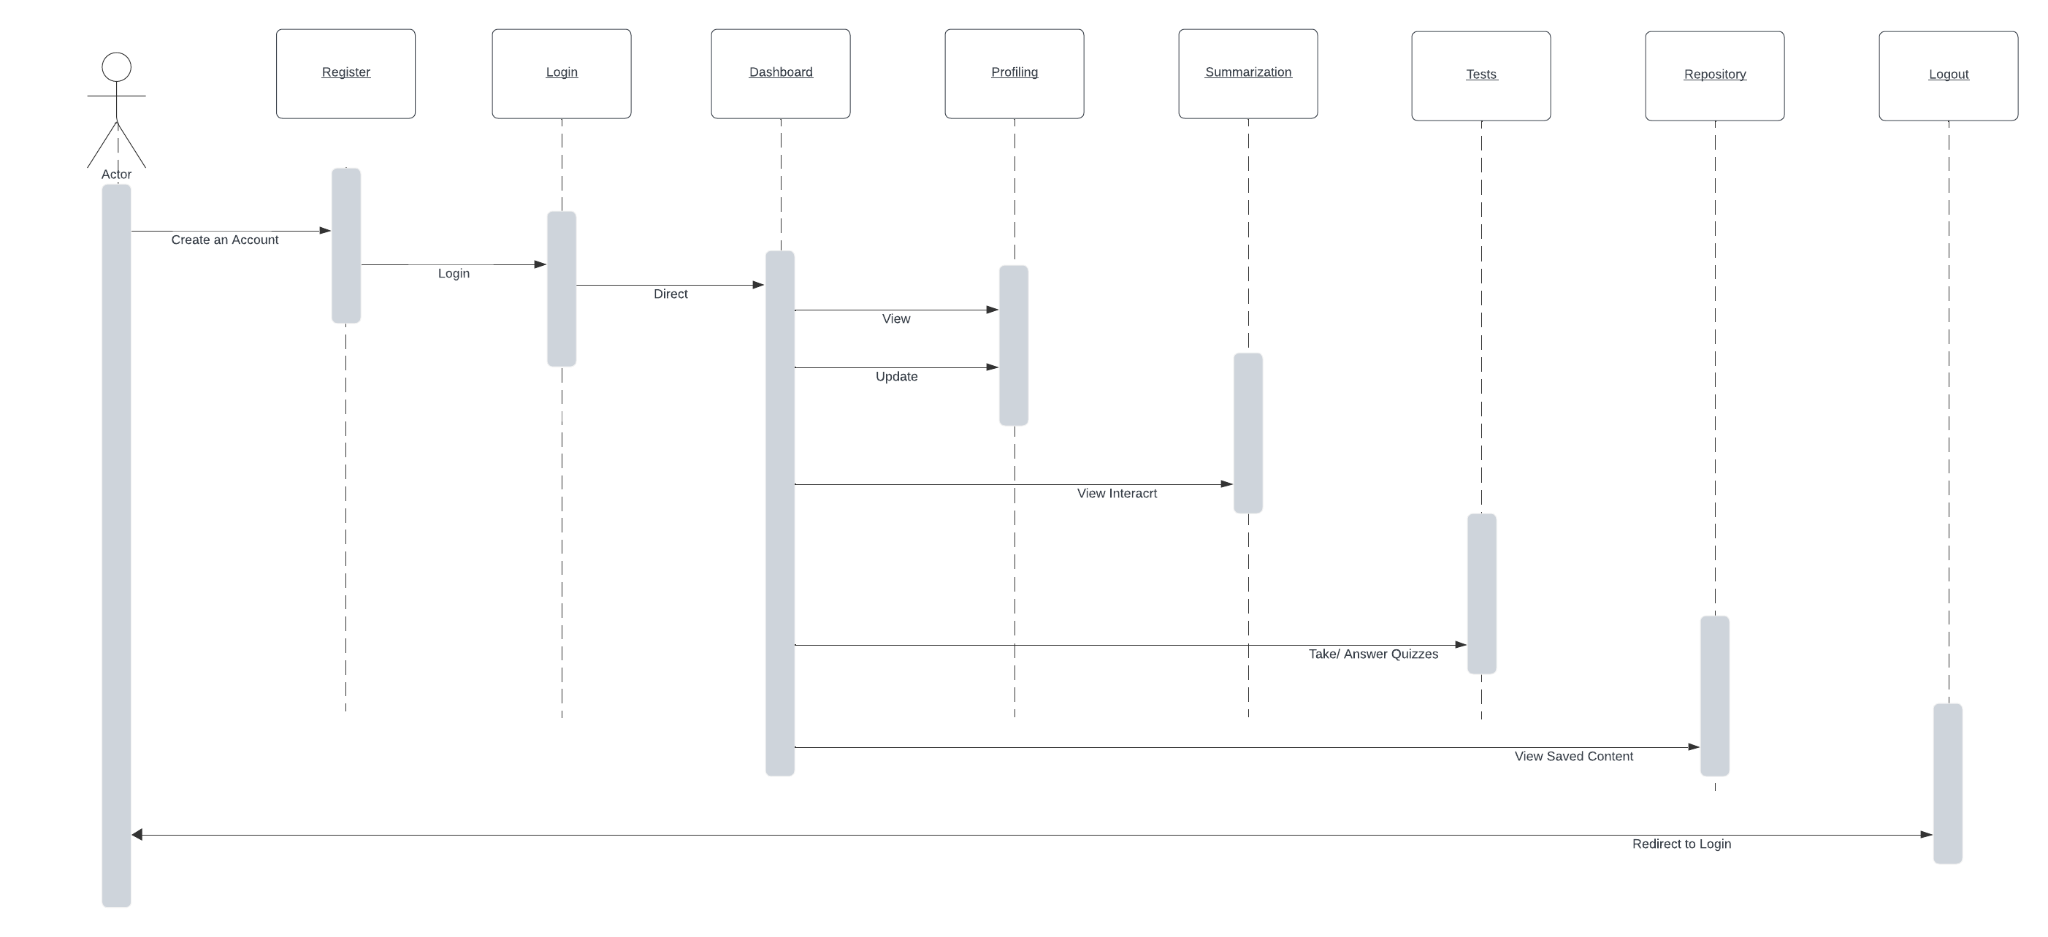 Register
Login
Dashboard
Profiling
Summarization
Tests
Repository
Logout
Actor
Create an Account
Login
Direct
View
Update
View Interacrt
Take/ Answer Quizzes
View Saved Content
Redirect to Login